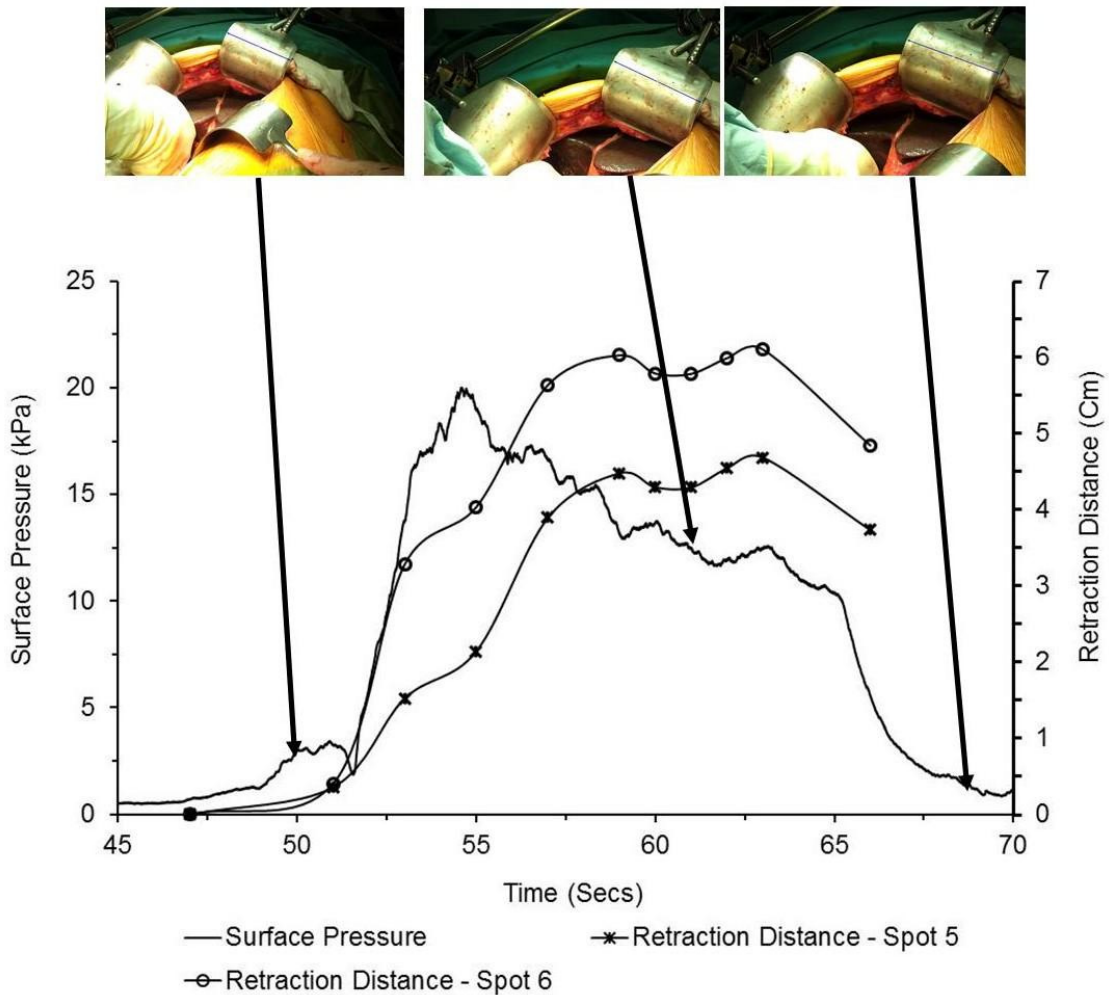 25
20
15
10
5
0
Surface Pressure (kPa)
7
6
5
4
3
2
1
0
Retraction Distance (Cm)
45 50 55 60 65 70
Time (Secs)
Surface Pressure
Retraction Distance - Spot 5
Retraction Distance - Spot 6